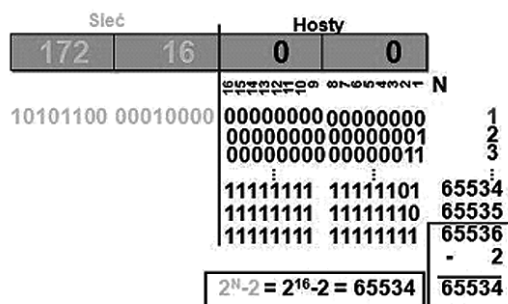 Sieć Hosty
172 16 0 0
16 15 14 13 12 11 10 9 8 7 6 5 4 3 2 1 N
10101100 00010000 00000000 00000000 1
00000000 00000001 2
00000000 00000011 3
⋮ ⋮ ⋮
11111111 11111101 65534
11111111 11111110 65535
11111111 11111111 65536
- 2
2ᴺ-2 = 2¹⁶-2 = 65534 65534